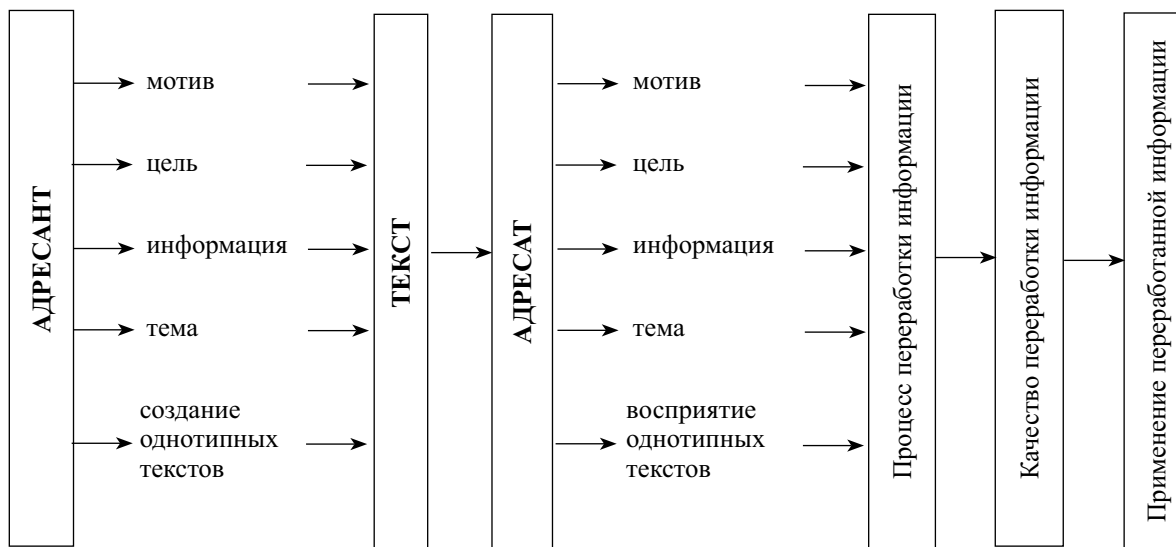 АДРЕСАНТ
мотив
цель
информация
тема
создание
однотипных
текстов
ТЕКСТ
АДРЕСАТ
мотив
цель
информация
тема
восприятие
однотипных
текстов
Процесс переработки информации
Качество переработки информации
Применение переработанной информации